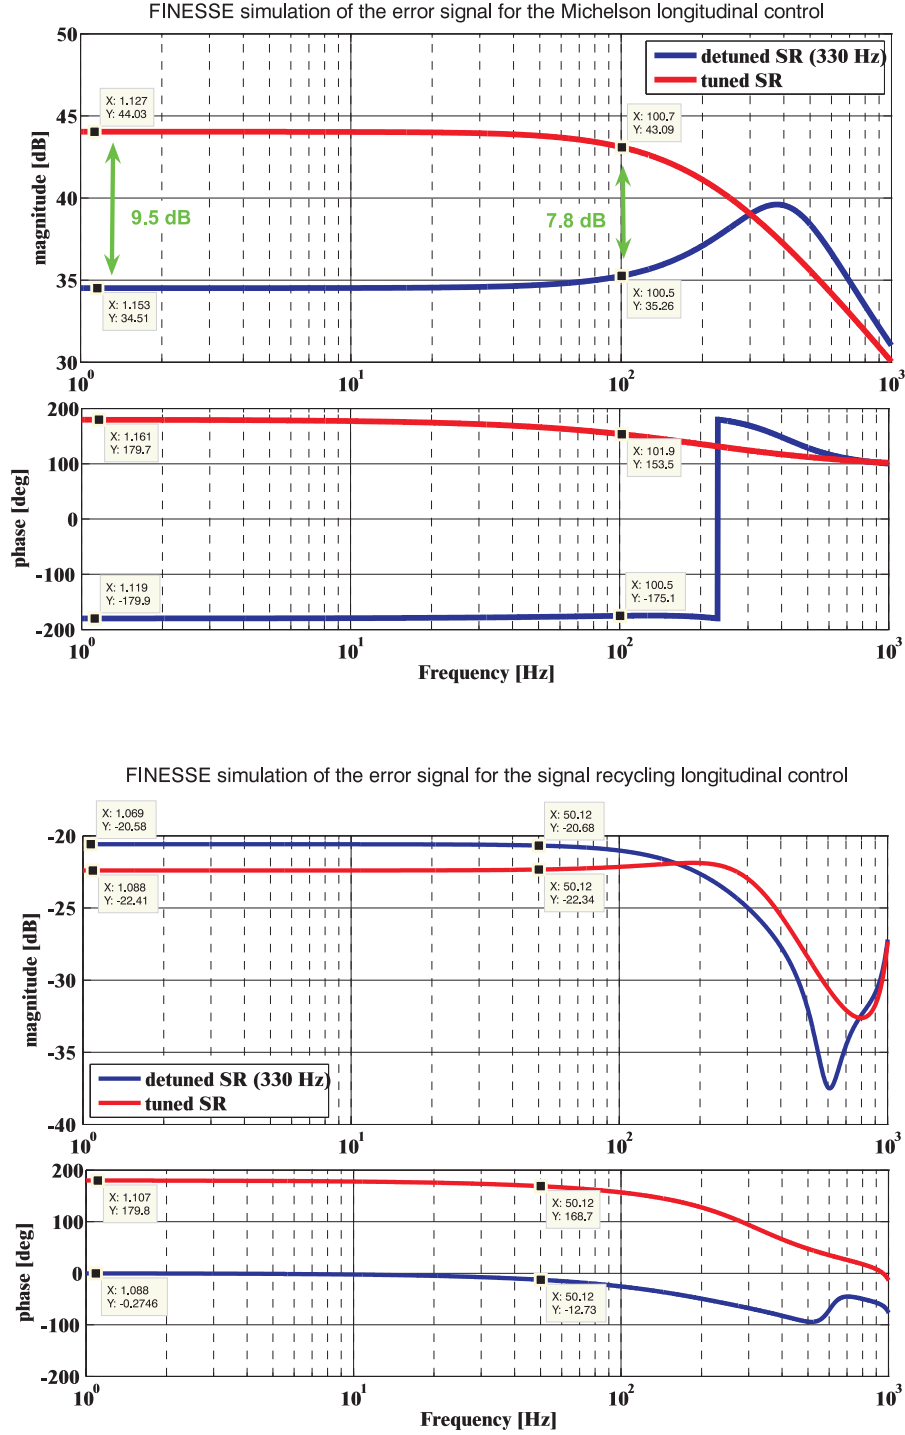 FINESSE simulation of the error signal for the Michelson longitudinal control
50
45
40
35
30
magnitude [dB]
detuned SR (330 Hz)
tuned SR
X: 1.127
Y: 44.03
X: 100.7
Y: 43.09
9.5 dB
7.8 dB
X: 1.153
Y: 34.51
X: 100.5
Y: 35.26
10^0
10^1
10^2
10^3
200
100
0
-100
-200
phase [deg]
X: 1.161
Y: 179.7
X: 101.9
Y: 153.5
X: 1.119
Y: -179.9
X: 100.5
Y: -175.1
10^0
10^1
10^2
10^3
Frequency [Hz]
FINESSE simulation of the error signal for the signal recycling longitudinal control
-20
-25
-30
-35
-40
magnitude [dB]
X: 1.069
Y: -20.58
X: 50.12
Y: -20.68
X: 1.088
Y: -22.41
X: 50.12
Y: -22.34
detuned SR (330 Hz)
tuned SR
10^0
10^1
10^2
10^3
200
100
0
-100
-200
phase [deg]
X: 1.107
Y: 179.8
X: 50.12
Y: 168.7
X: 1.088
Y: -0.2746
X: 50.12
Y: -12.73
10^0
10^1
10^2
10^3
Frequency [Hz]